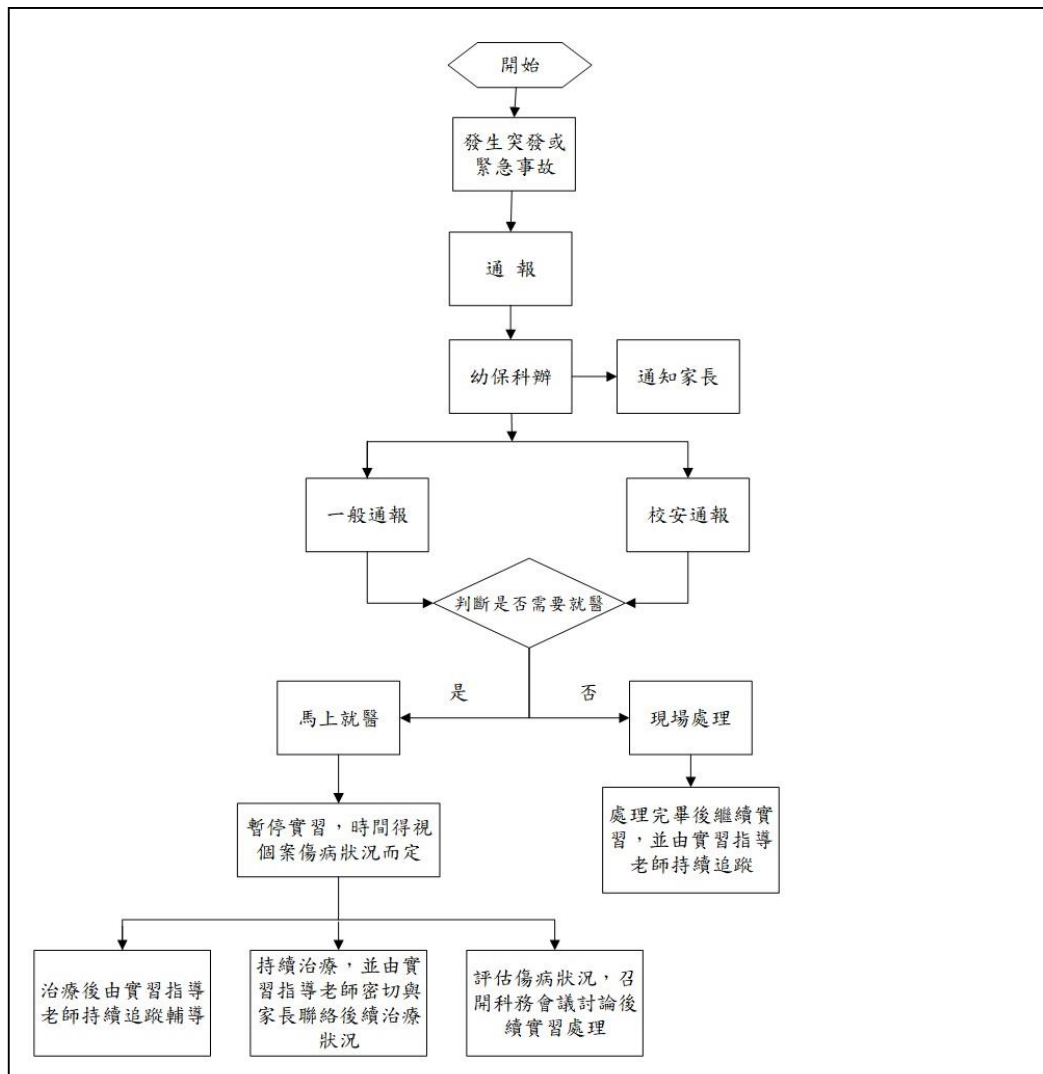 開始
發生突發或
緊急事故
通 報
幼保科辦
通知家長
一般通報
校安通報
判斷是否需要就醫
是
否
馬上就醫
現場處理
暫停實習，時間得視
個案傷病狀況而定
處理完畢後繼續實
習，並由實習指導
老師持續追蹤
治療後由實習指導
老師持續追蹤輔導
持續治療，並由實
習指導老師密切與
家長聯絡後續治療
狀況
評估傷病狀況，召
開科務會議討論後
續實習處理